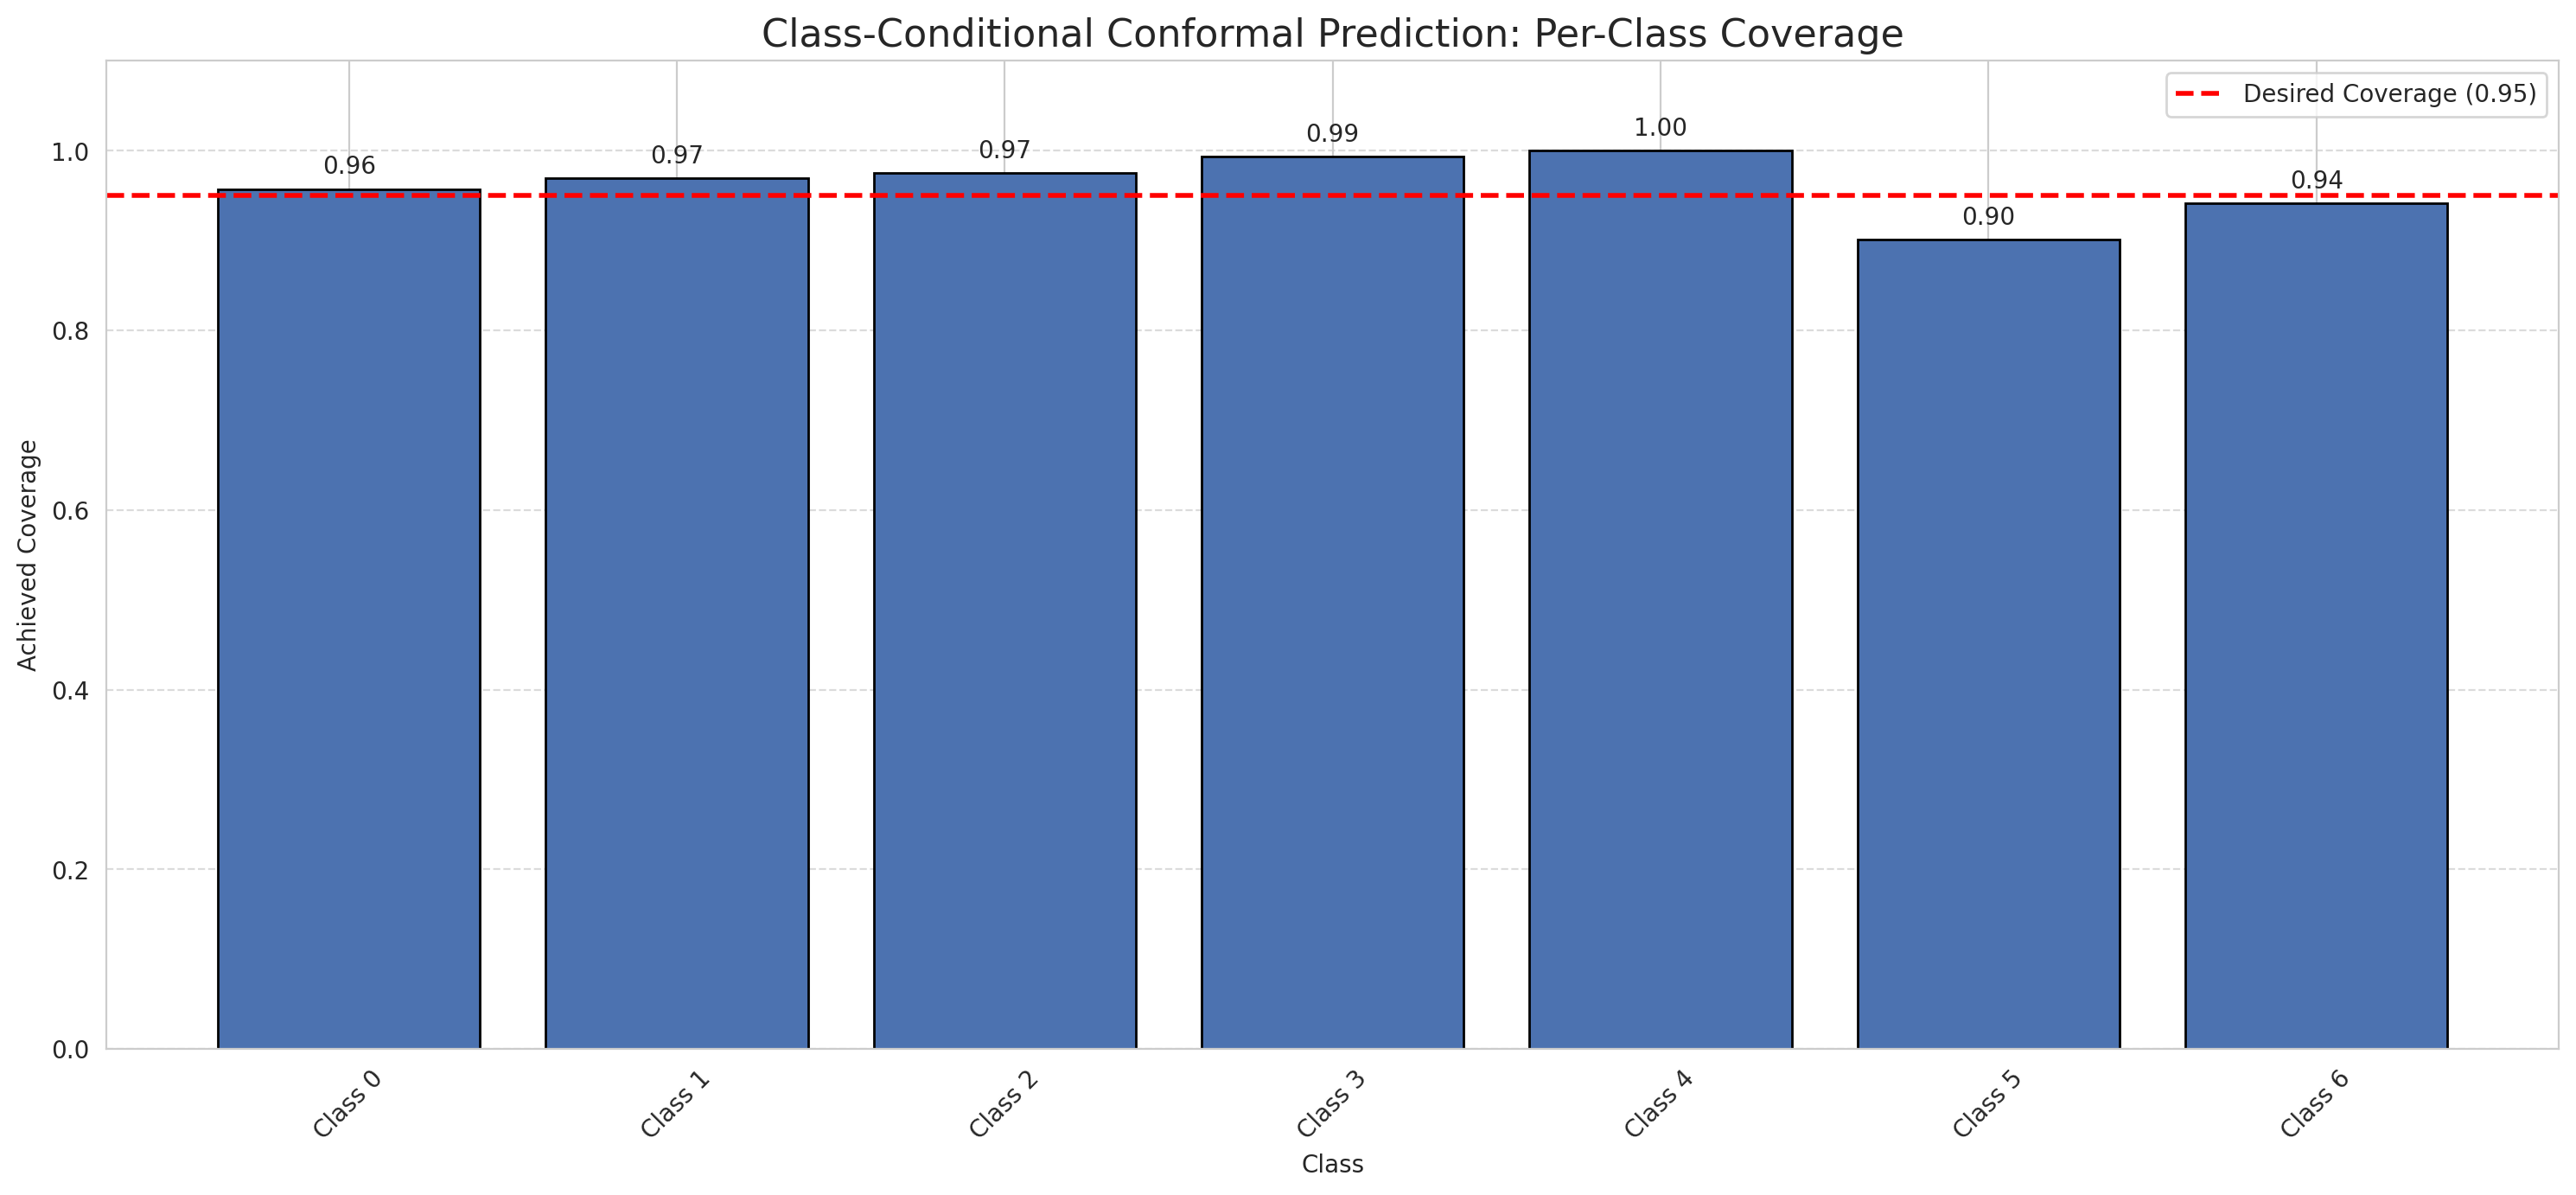 Class-Conditional Conformal Prediction: Per-Class Coverage
Desired Coverage (0.95)
Achieved Coverage
1.0
0.8
0.6
0.4
0.2
0.0
0.96
0.97
0.97
0.99
1.00
0.90
0.94
Class 0
Class 1
Class 2
Class 3
Class 4
Class 5
Class 6
Class